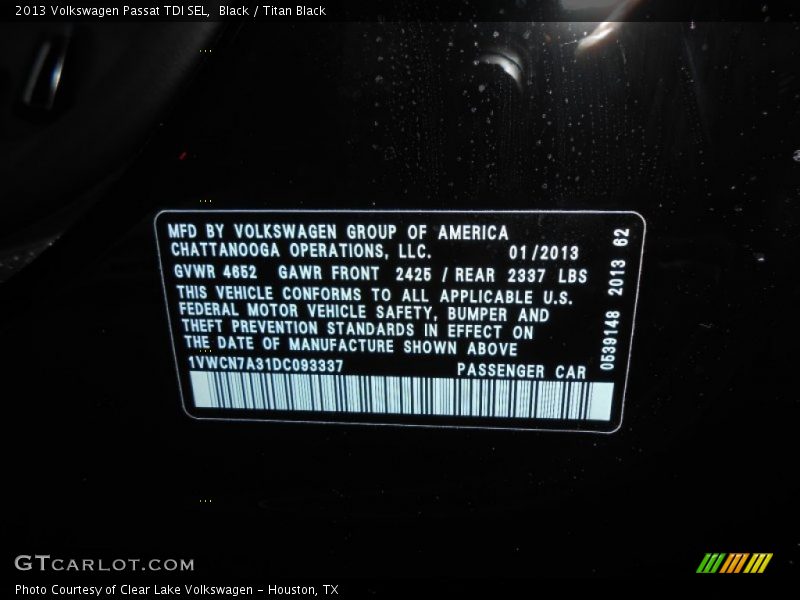 2013 Volkswagen Passat TDI SEL, Black / Titan Black
MFD BY VOLKSWAGEN GROUP OF AMERICA
CHATTANOOGA OPERATIONS, LLC. 01/2013
GVWR 4652 GAWR FRONT 2425 / REAR 2337 LBS
THIS VEHICLE CONFORMS TO ALL APPLICABLE U.S.
FEDERAL MOTOR VEHICLE SAFETY, BUMPER AND
THEFT PREVENTION STANDARDS IN EFFECT ON
THE DATE OF MANUFACTURE SHOWN ABOVE
1VWCN7A31DC093337 PASSENGER CAR
0539148 2013 62
GTCARLOT.COM
Photo Courtesy of Clear Lake Volkswagen - Houston, TX